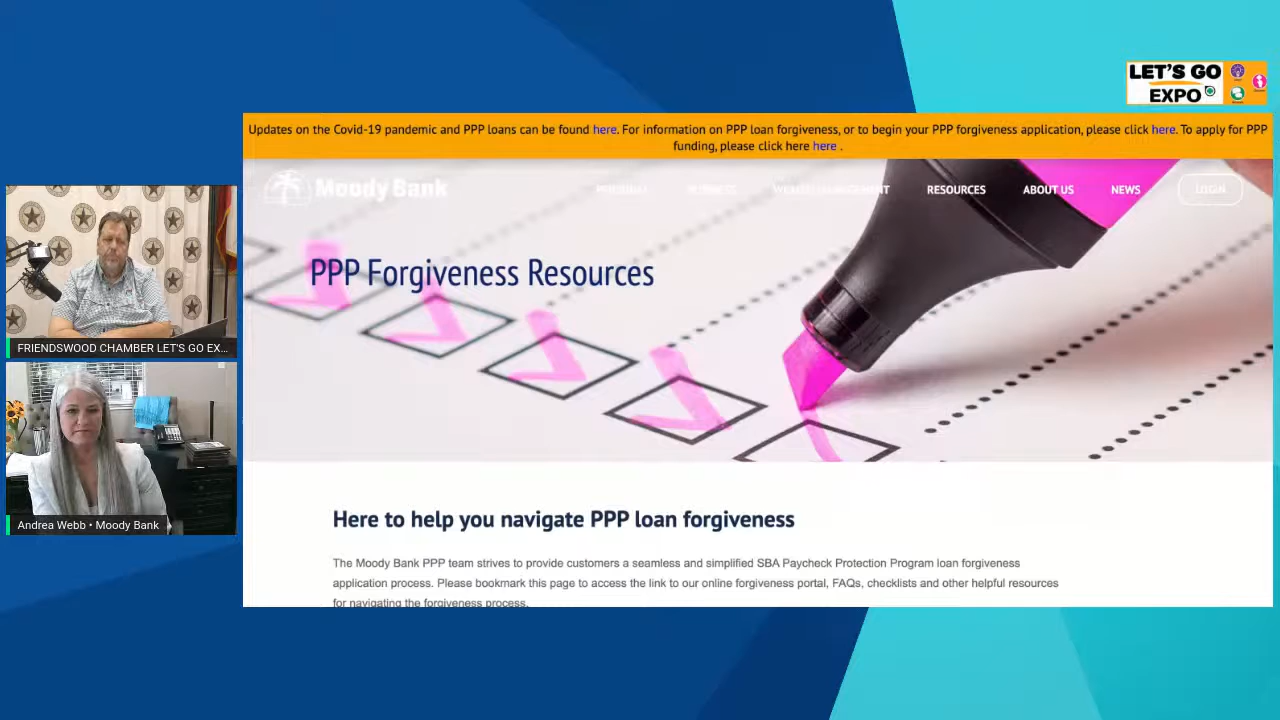 LET'S GO
EXPO
Updates on the Covid-19 pandemic and PPP loans can be found here. For information on PPP loan forgiveness, or to begin your PPP forgiveness application, please click here. To apply for PPP
funding, please click here here .
Moody Bank
PERSONAL BUSINESS WEALTH MANAGEMENT RESOURCES ABOUT US NEWS LOGIN
PPP Forgiveness Resources
FRIENDSWOOD CHAMBER LET'S GO EX...
Andrea Webb • Moody Bank
Here to help you navigate PPP loan forgiveness
The Moody Bank PPP team strives to provide customers a seamless and simplified SBA Paycheck Protection Program loan forgiveness
application process. Please bookmark this page to access the link to our online forgiveness portal, FAQs, checklists and other helpful resources
for navigating the forgiveness process.